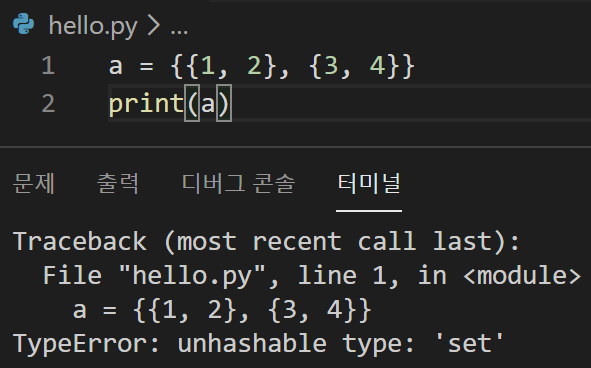 hello.py > ...
1 a = {{1, 2}, {3, 4}}
2 print(a)
문제 출력 디버그 콘솔 터미널
Traceback (most recent call last):
  File "hello.py", line 1, in <module>
    a = {{1, 2}, {3, 4}}
TypeError: unhashable type: 'set'